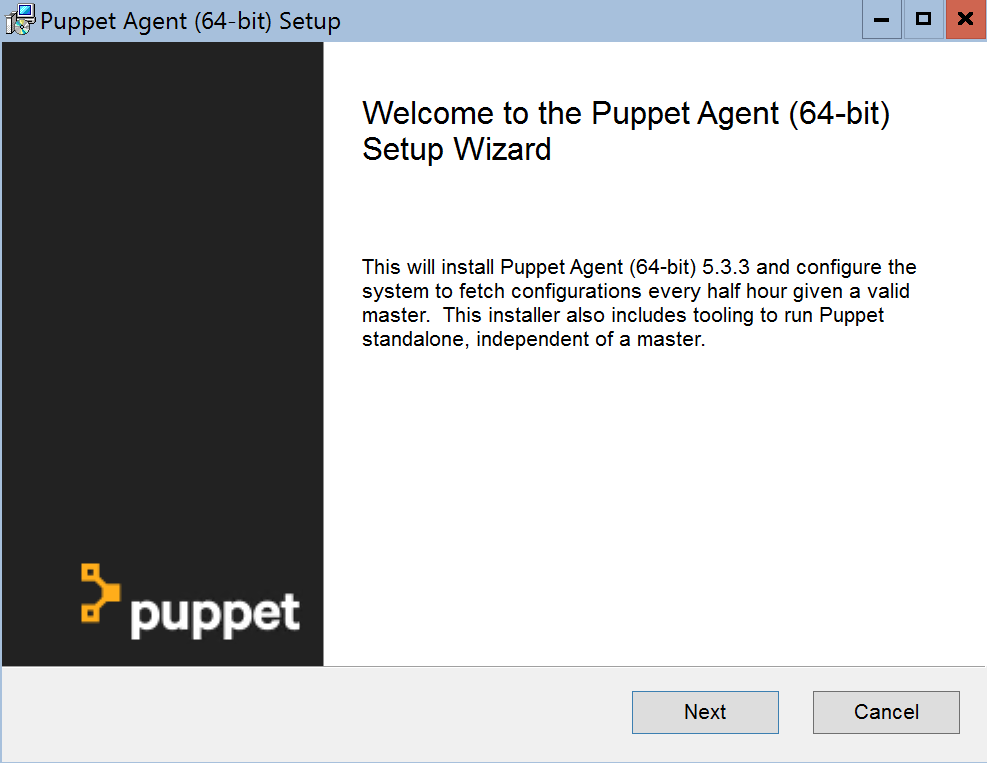 Puppet Agent (64-bit) Setup
Welcome to the Puppet Agent (64-bit)
Setup Wizard
This will install Puppet Agent (64-bit) 5.3.3 and configure the
system to fetch configurations every half hour given a valid
master.  This installer also includes tooling to run Puppet
standalone, independent of a master.
puppet
Next
Cancel